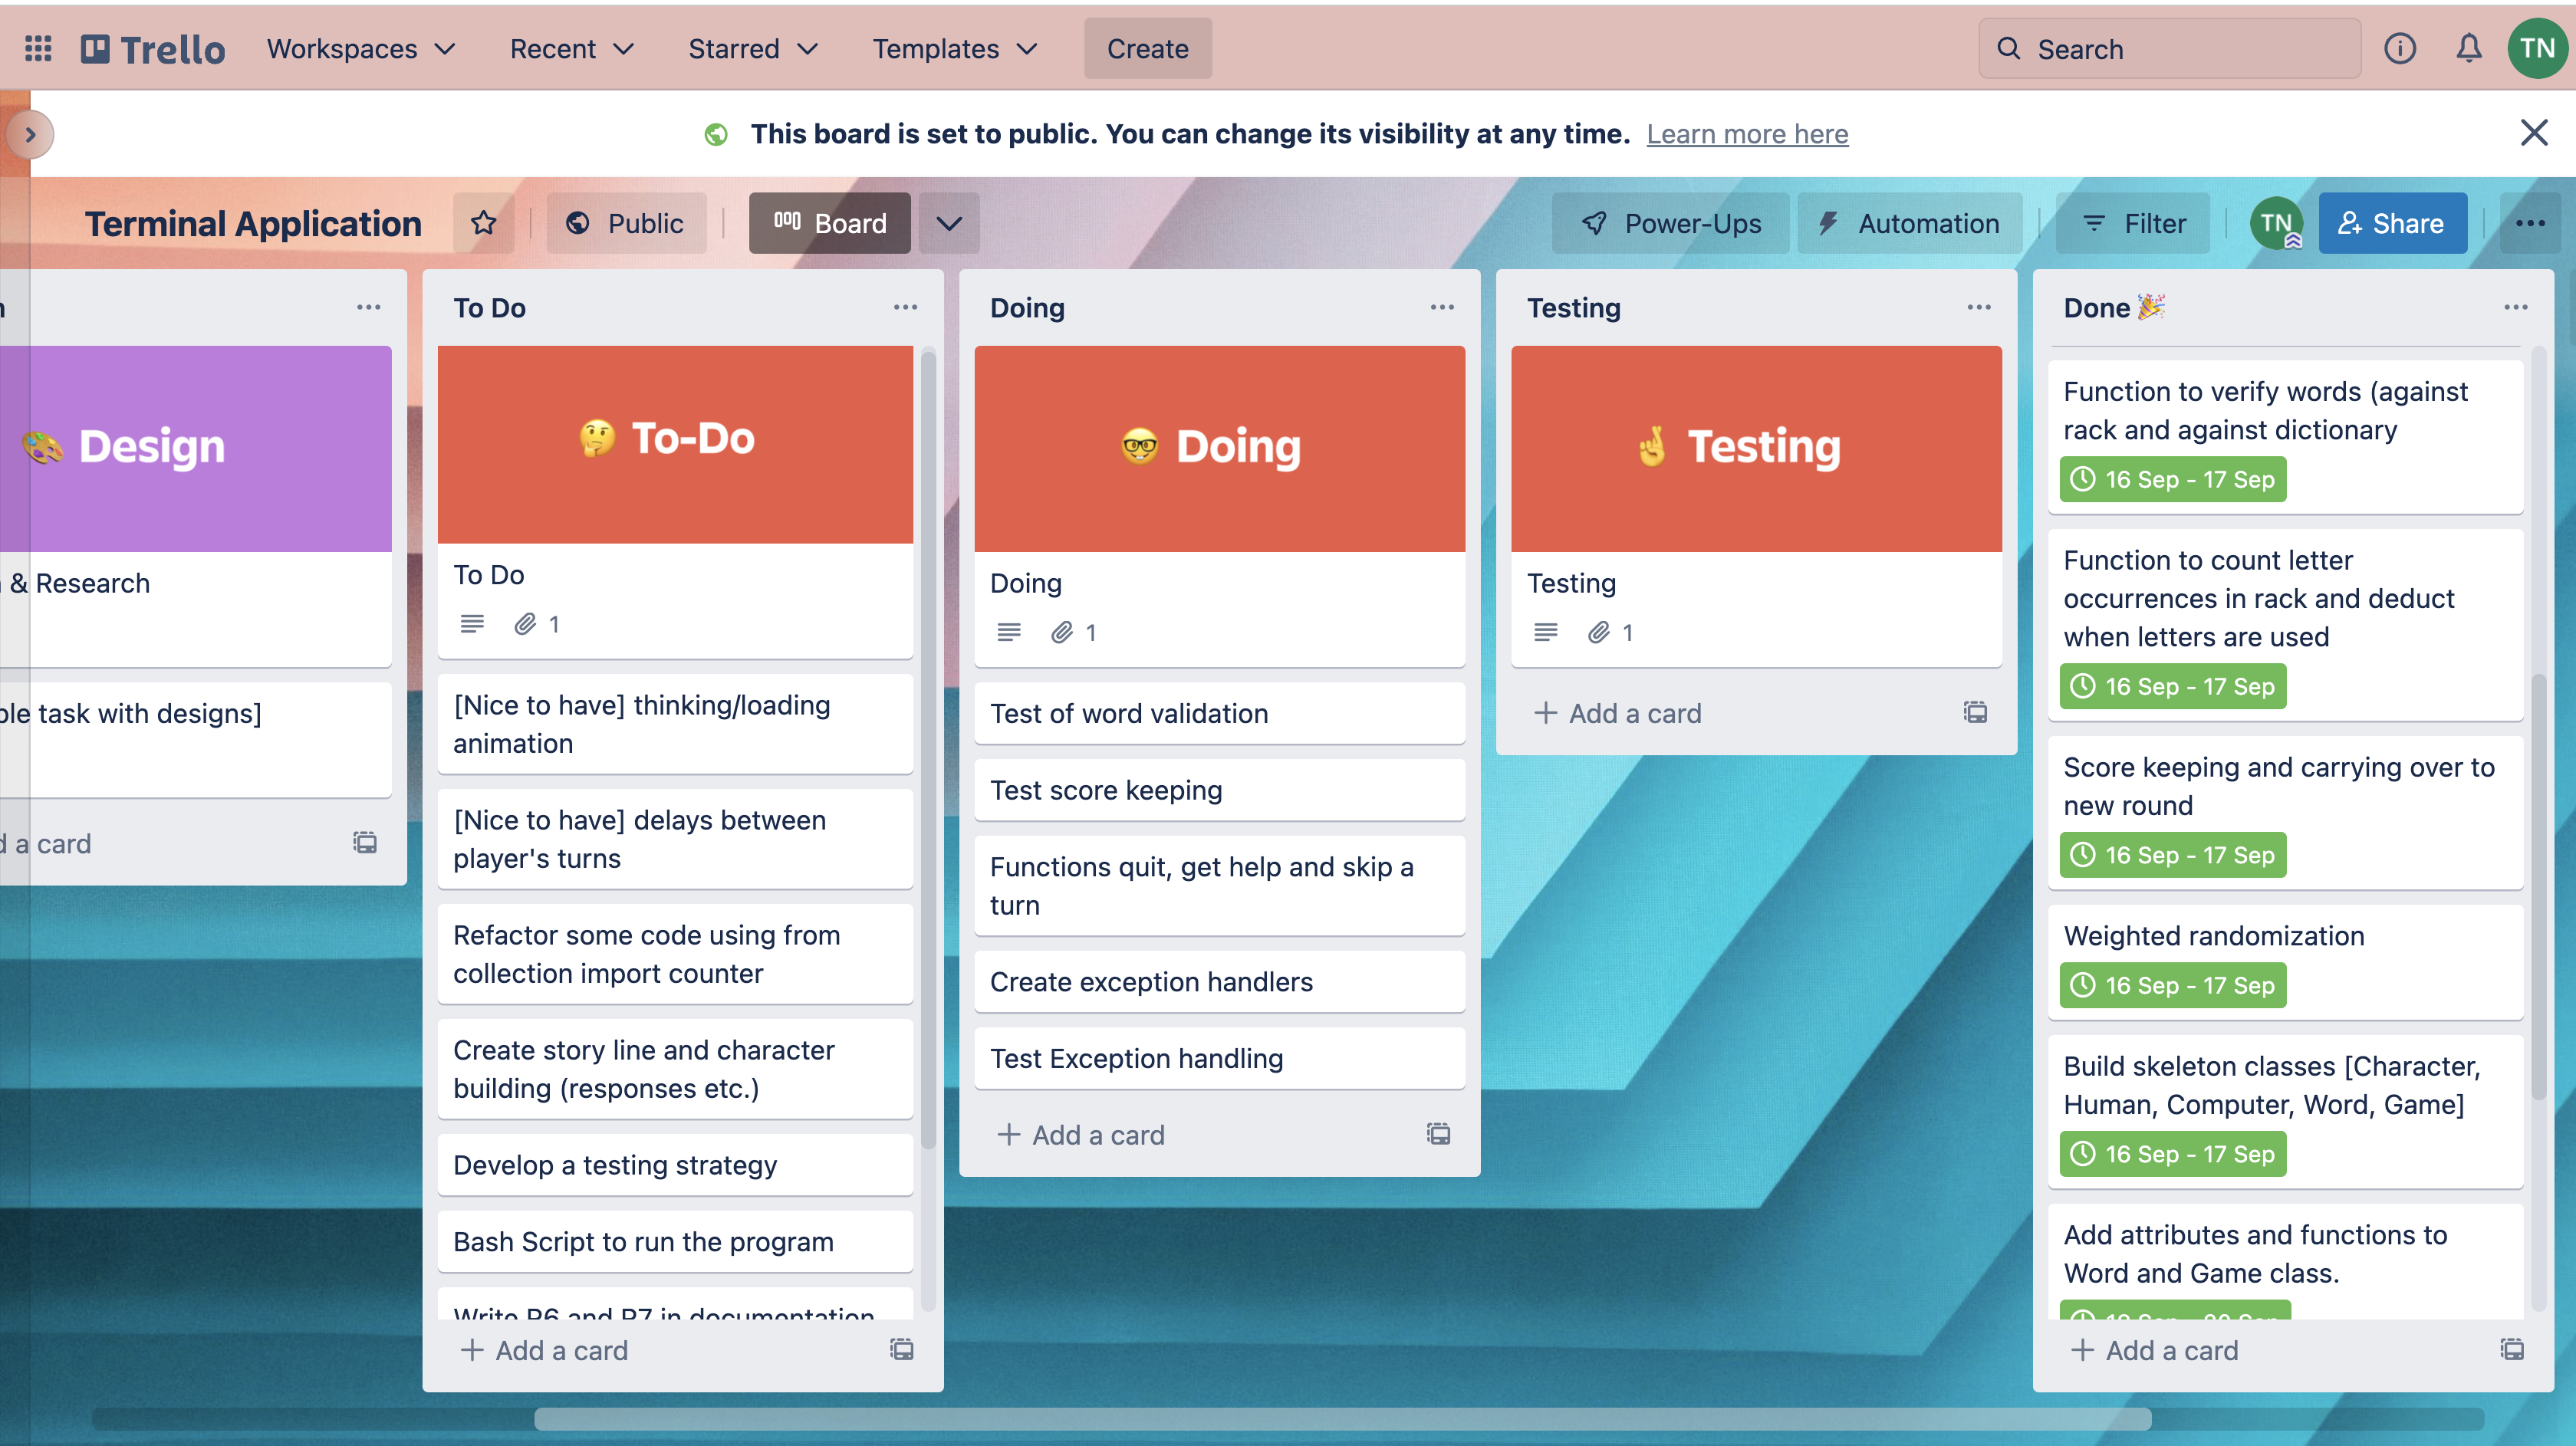 Trello
Workspaces
Recent
Starred
Templates
Create
Search
TN
This board is set to public. You can change its visibility at any time. Learn more here
Terminal Application
Public
Board
Power-Ups
Automation
Filter
TN
Share
Design
& Research
task with designs]
a card
To Do
🤔 To-Do
To Do
1
[Nice to have] thinking/loading
animation
[Nice to have] delays between
player's turns
Refactor some code using from
collection import counter
Create story line and character
building (responses etc.)
Develop a testing strategy
Bash Script to run the program
Write R6 and R7 in documentation
Add a card
Doing
🤓 Doing
Doing
1
Test of word validation
Test score keeping
Functions quit, get help and skip a
turn
Create exception handlers
Test Exception handling
Add a card
Testing
🤞 Testing
Testing
1
Add a card
Done 🎉
Function to verify words (against
rack and against dictionary
16 Sep - 17 Sep
Function to count letter
occurrences in rack and deduct
when letters are used
16 Sep - 17 Sep
Score keeping and carrying over to
new round
16 Sep - 17 Sep
Weighted randomization
16 Sep - 17 Sep
Build skeleton classes [Character,
Human, Computer, Word, Game]
16 Sep - 17 Sep
Add attributes and functions to
Word and Game class.
Add a card